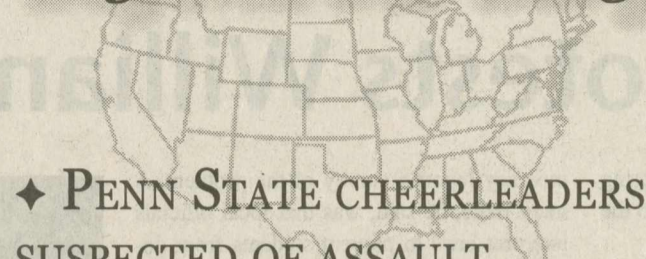 ✦ PENN STATE CHEERLEADERS
SUSPECTED OF ASSAULT